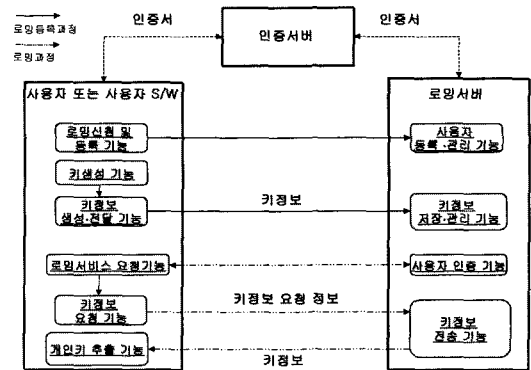 인증서
인증서버
인증서
로밍등록과정
로밍과정
사용자 또는 사용자 S/W
로밍서버
로밍신청 및
등록 기능
사용자
등록·관리 기능
키생성 기능
키정보
생성·전달 기능
키정보
키정보
저장·관리 기능
로밍서비스 요청기능
사용자 인증 기능
키정보
요청 기능
키정보 요청 정보
키정보
전송 기능
개인키 추출 기능
키정보